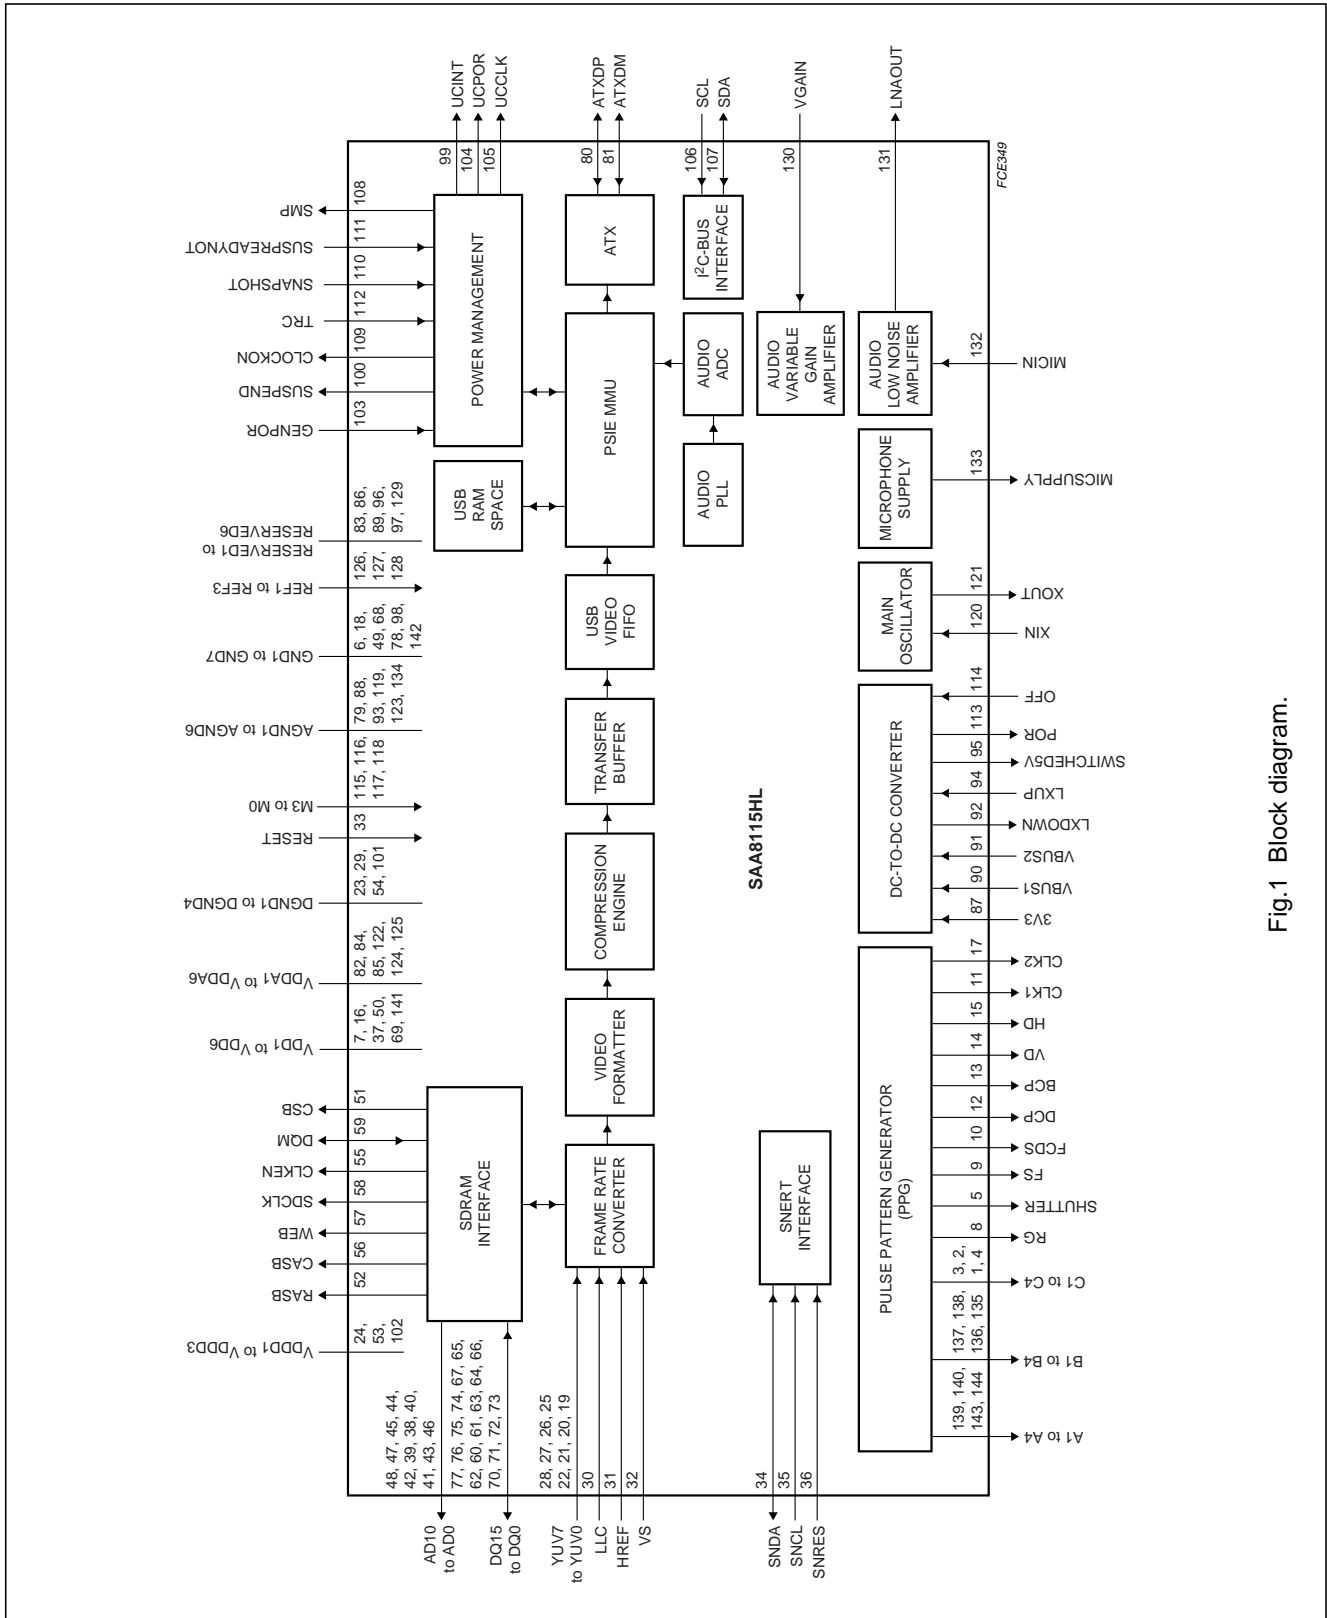 UCINT
UCPOR
UCCLK
ATXDP
ATXDM
SCL
SDA
VGAIN
LNAOUT
99
104
105
80
81
106
107
130
131
FCE349
SMP
108
SUSPREADYNOT
111
SNAPSHOT
110
TRC
112
CLOCKON
109
SUSPEND
100
GENPOR
103
POWER MANAGEMENT
ATX
I2C-BUS
INTERFACE
PSIE MMU
AUDIO
ADC
AUDIO
PLL
AUDIO
VARIABLE
GAIN
AMPLIFIER
AUDIO
LOW NOISE
AMPLIFIER
132
MICIN
MICROPHONE
SUPPLY
133
MICSUPPLY
RESERVED1 to
RESERVED6
83, 86,
89, 96,
97, 129
USB
RAM
SPACE
REF1 to REF3
126,
127,
128
GND1 to GND7
6, 18,
49, 68,
78, 98,
142
AGND1 to AGND6
79, 88,
93, 119,
123, 134
M3 to M0
115, 116,
117, 118
RESET
33
DGND1 to DGND4
23, 29,
54, 101
VDDA1 to VDDA6
82, 84,
85, 122,
124, 125
VDD1 to VDD6
7, 16,
37, 50,
69, 141
USB
VIDEO
FIFO
TRANSFER
BUFFER
COMPRESSION
ENGINE
VIDEO
FORMATTER
FRAME RATE
CONVERTER
SAA8115HL
MAIN
OSCILLATOR
121
XOUT
120
XIN
DC-TO-DC CONVERTER
114
OFF
113
POR
95
SWITCHED5V
94
LXUP
92
LXDOWN
91
VBUS2
90
VBUS1
87
3V3
CSB
51
DQM
59
CLKEN
55
SDCLK
58
WEB
57
CASB
56
RASB
52
VDDD1 to VDDD3
24,
53,
102
SDRAM
INTERFACE
SNERT
INTERFACE
PULSE PATTERN GENERATOR
(PPG)
17
CLK2
11
CLK1
15
HD
14
VD
13
BCP
12
DCP
10
FCDS
9
FS
5
SHUTTER
8
RG
3, 2,
1, 4
C1 to C4
137, 138,
136, 135
B1 to B4
139, 140,
143, 144
A1 to A4
48, 47, 45, 44,
42, 39, 38, 40,
41, 43, 46
77, 76, 75, 74, 67, 65,
62, 60, 61, 63, 64, 66,
70, 71, 72, 73
28, 27, 26, 25
22, 21, 20, 19
30
31
32
34
35
36
AD10
to AD0
DQ15
to DQ0
YUV7
to YUV0
LLC
HREF
VS
SNDA
SNCL
SNRES
Fig.1 Block diagram.